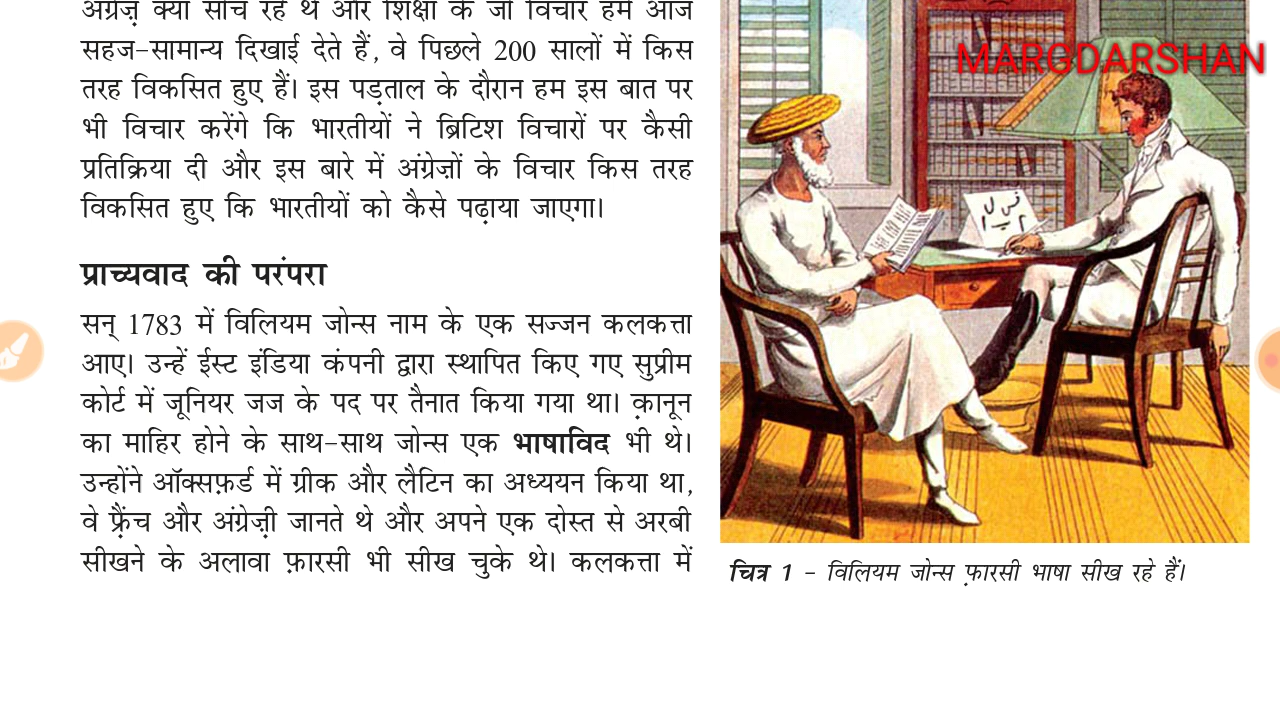 अंग्रेज़ क्या सोच रहे थे और शिक्षा के जो विचार हमें आज
सहज-सामान्य दिखाई देते हैं, वे पिछले 200 सालों में किस
तरह विकसित हुए हैं। इस पड़ताल के दौरान हम इस बात पर
भी विचार करेंगे कि भारतीयों ने ब्रिटिश विचारों पर कैसी
प्रतिक्रिया दी और इस बारे में अंग्रेज़ों के विचार किस तरह
विकसित हुए कि भारतीयों को कैसे पढ़ाया जाएगा।
प्राच्यवाद की परंपरा
सन् 1783 में विलियम जोन्स नाम के एक सज्जन कलकत्ता
आए। उन्हें ईस्ट इंडिया कंपनी द्वारा स्थापित किए गए सुप्रीम
कोर्ट में जूनियर जज के पद पर तैनात किया गया था। क़ानून
का माहिर होने के साथ-साथ जोन्स एक भाषाविद भी थे।
उन्होंने ऑक्सफ़र्ड में ग्रीक और लैटिन का अध्ययन किया था,
वे फ़्रैंच और अंग्रेज़ी जानते थे और अपने एक दोस्त से अरबी
सीखने के अलावा फ़ारसी भी सीख चुके थे। कलकत्ता में
MARGDARSHAN
चित्र 1 - विलियम जोन्स फ़ारसी भाषा सीख रहे हैं।